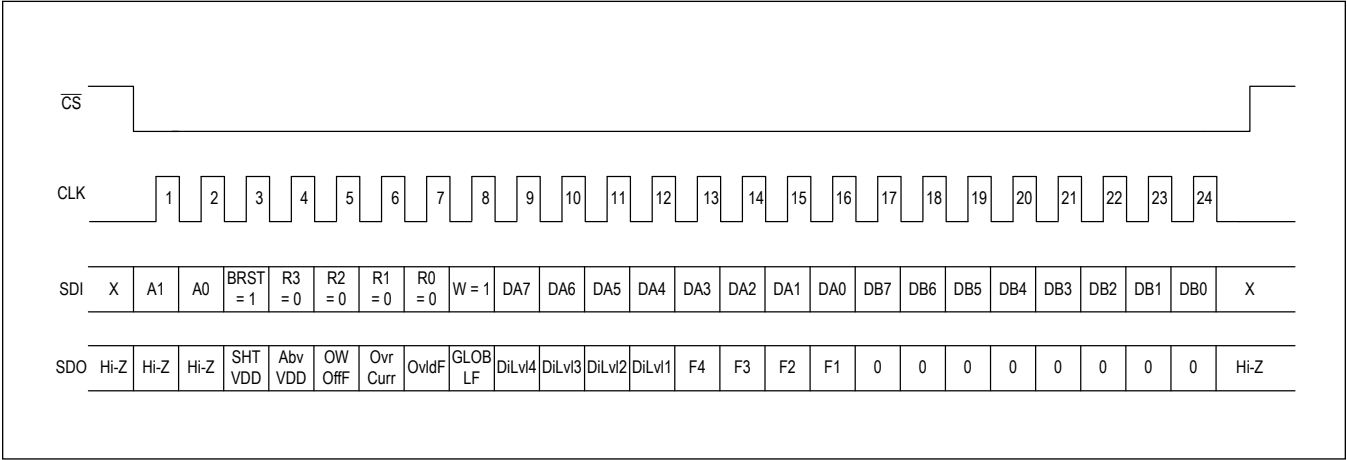 CS
CLK 1 2 3 4 5 6 7 8 9 10 11 12 13 14 15 16 17 18 19 20 21 22 23 24
SDI X A1 A0 BRST = 1 R3 = 0 R2 = 0 R1 = 0 R0 = 0 W = 1 DA7 DA6 DA5 DA4 DA3 DA2 DA1 DA0 DB7 DB6 DB5 DB4 DB3 DB2 DB1 DB0 X
SDO Hi-Z Hi-Z Hi-Z SHT VDD Abv VDD OW OffF Ovr Curr OvldF GLOB LF DiLvl4 DiLvl3 DiLvl2 DiLvl1 F4 F3 F2 F1 0 0 0 0 0 0 0 0 Hi-Z